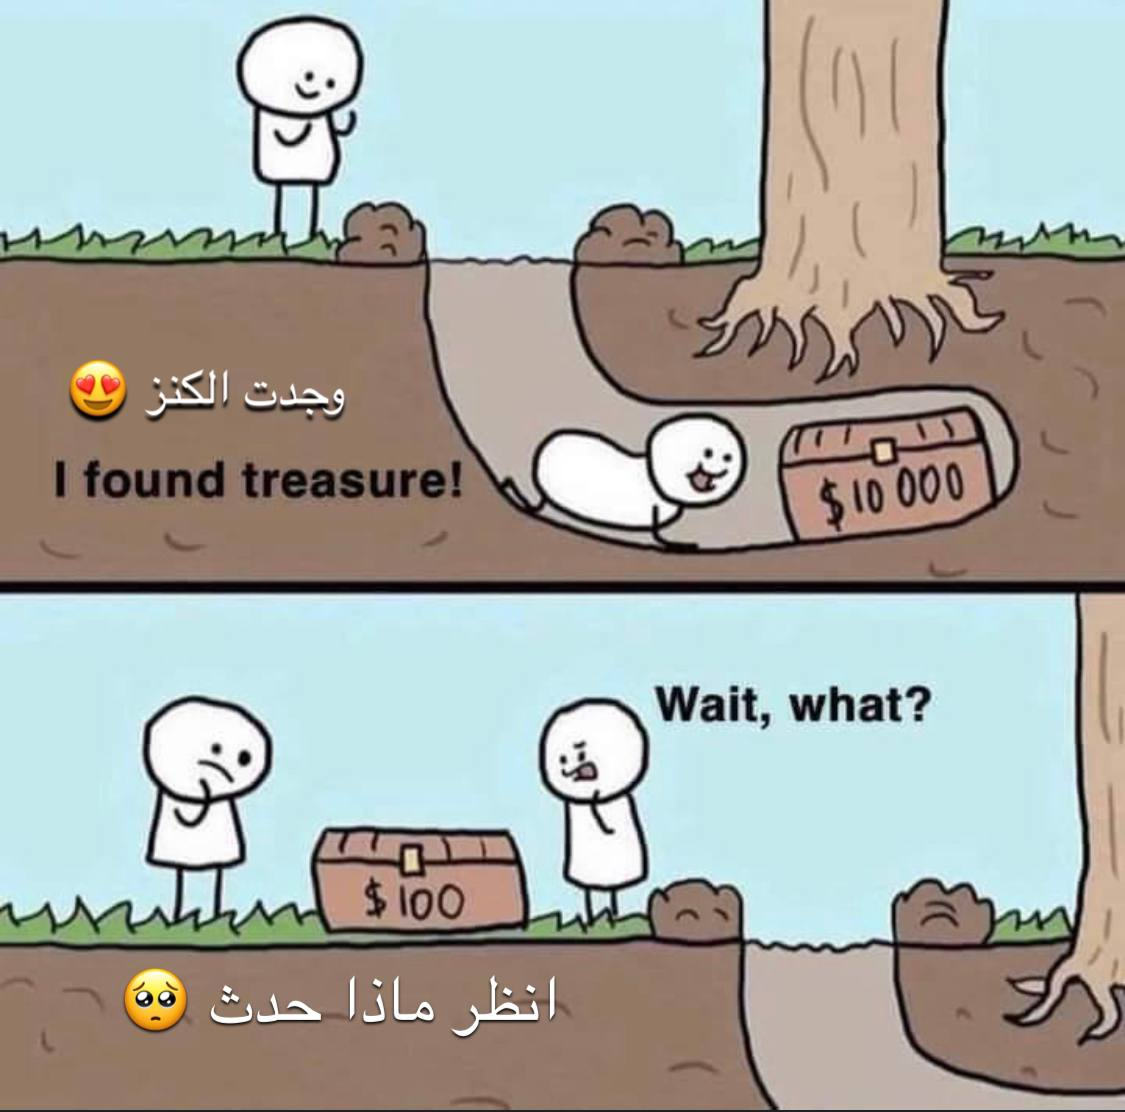 وجدت الكنز 😍
I found treasure!
$10 000
Wait, what?
$100
انظر ماذا حدث 🥺